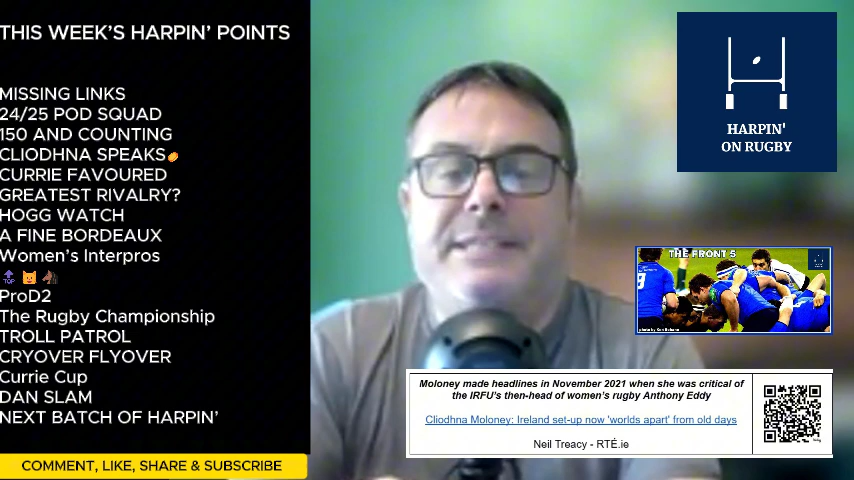 THIS WEEK'S HARPIN' POINTS
MISSING LINKS
24/25 POD SQUAD
150 AND COUNTING
CLIODHNA SPEAKS
CURRIE FAVOURED
GREATEST RIVALRY?
HOGG WATCH
A FINE BORDEAUX
Women's Interpros
TOP
ProD2
The Rugby Championship
TROLL PATROL
CRYOVER FLYOVER
Currie Cup
DAN SLAM
NEXT BATCH OF HARPIN'
COMMENT, LIKE, SHARE & SUBSCRIBE
HARPIN'
ON RUGBY
THE FRONT 5
9
Moloney made headlines in November 2021 when she was critical of
the IRFU's then-head of women's rugby Anthony Eddy
Cliodhna Moloney: Ireland set-up now 'worlds apart' from old days
Neil Treacy - RTÉ.ie